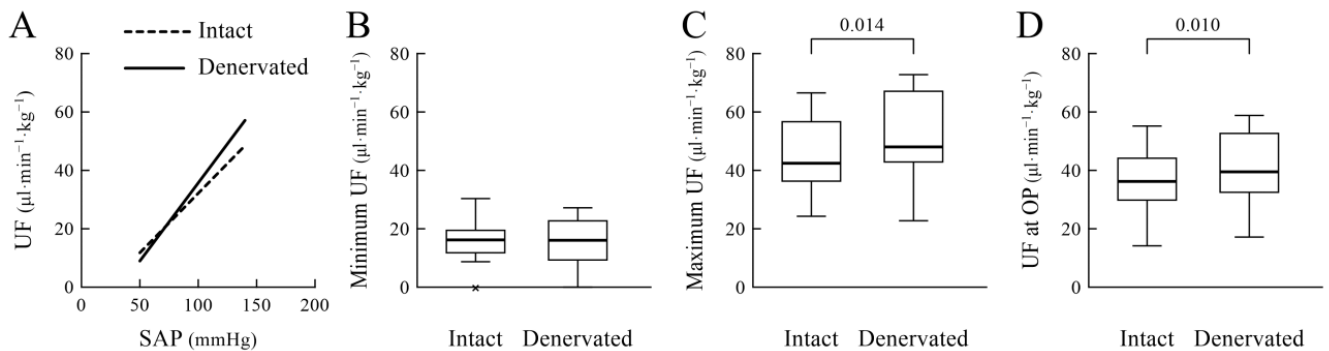 A
Intact
Denervated
80
60
40
20
0
UF (μl·min⁻¹·kg⁻¹)
0 50 100 150 200
SAP (mmHg)
B
80
60
40
20
0
Minimum UF (μl·min⁻¹·kg⁻¹)
×
Intact Denervated
C
0.014
80
60
40
20
0
Maximum UF (μl·min⁻¹·kg⁻¹)
Intact Denervated
D
0.010
80
60
40
20
0
UF at OP (μl·min⁻¹·kg⁻¹)
Intact Denervated